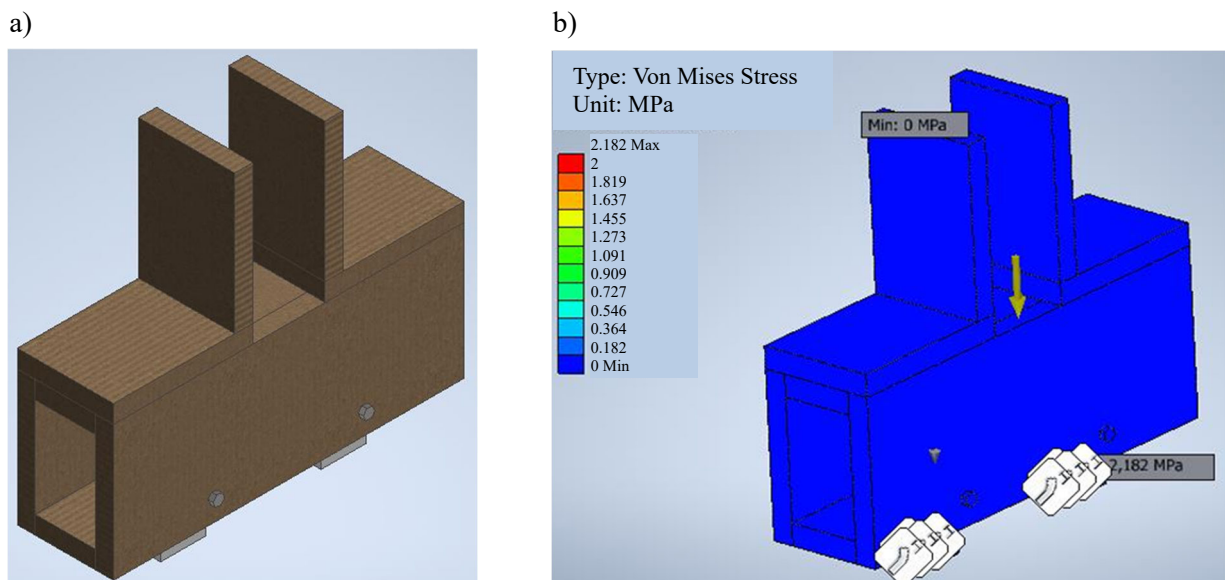 a)
b)
Type: Von Mises Stress
Unit: MPa
2.182 Max
2
1.819
1.637
1.455
1.273
1.091
0.909
0.727
0.546
0.364
0.182
0 Min
Min: 0 MPa
2,182 MPa